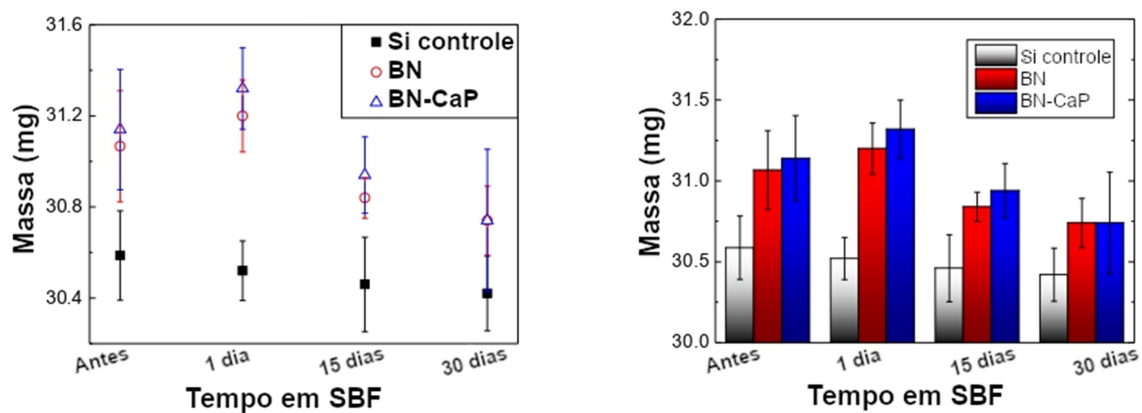 31.6
31.2
30.8
30.4
Massa (mg)
Si controle
BN
BN-CaP
Antes
1 dia
15 dias
30 dias
Tempo em SBF
32.0
31.5
31.0
30.5
30.0
Massa (mg)
Si controle
BN
BN-CaP
Antes
1 dia
15 dias
30 dias
Tempo em SBF